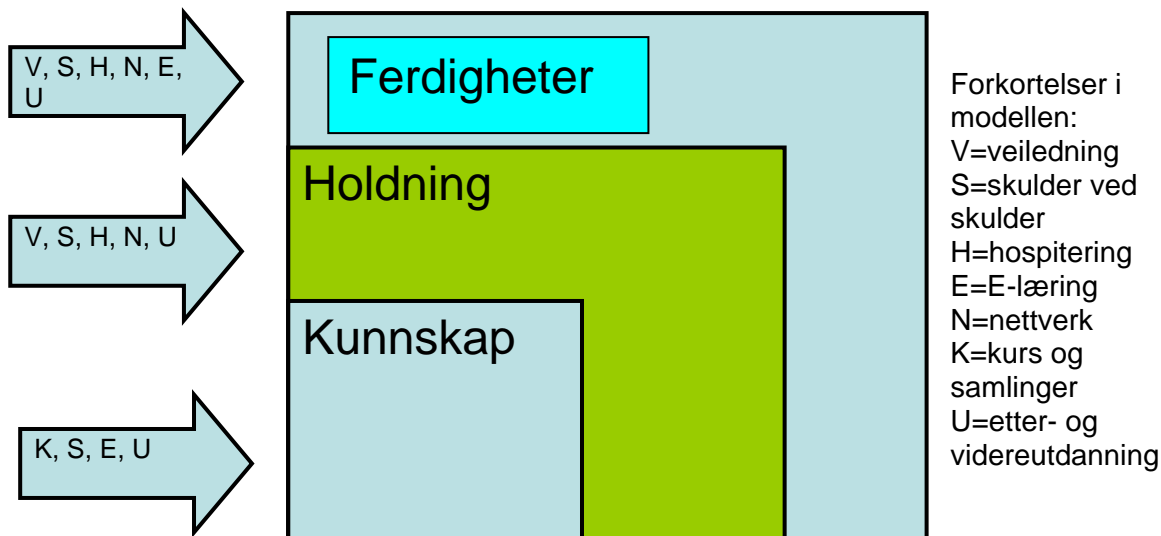 V, S, H, N, E,
U
Ferdigheter
V, S, H, N, U
Holdning
K, S, E, U
Kunnskap
Forkortelser i
modellen:
V=veiledning
S=skulder ved
skulder
H=hospitering
E=E-læring
N=nettverk
K=kurs og
samlinger
U=etter- og
videreutdanning